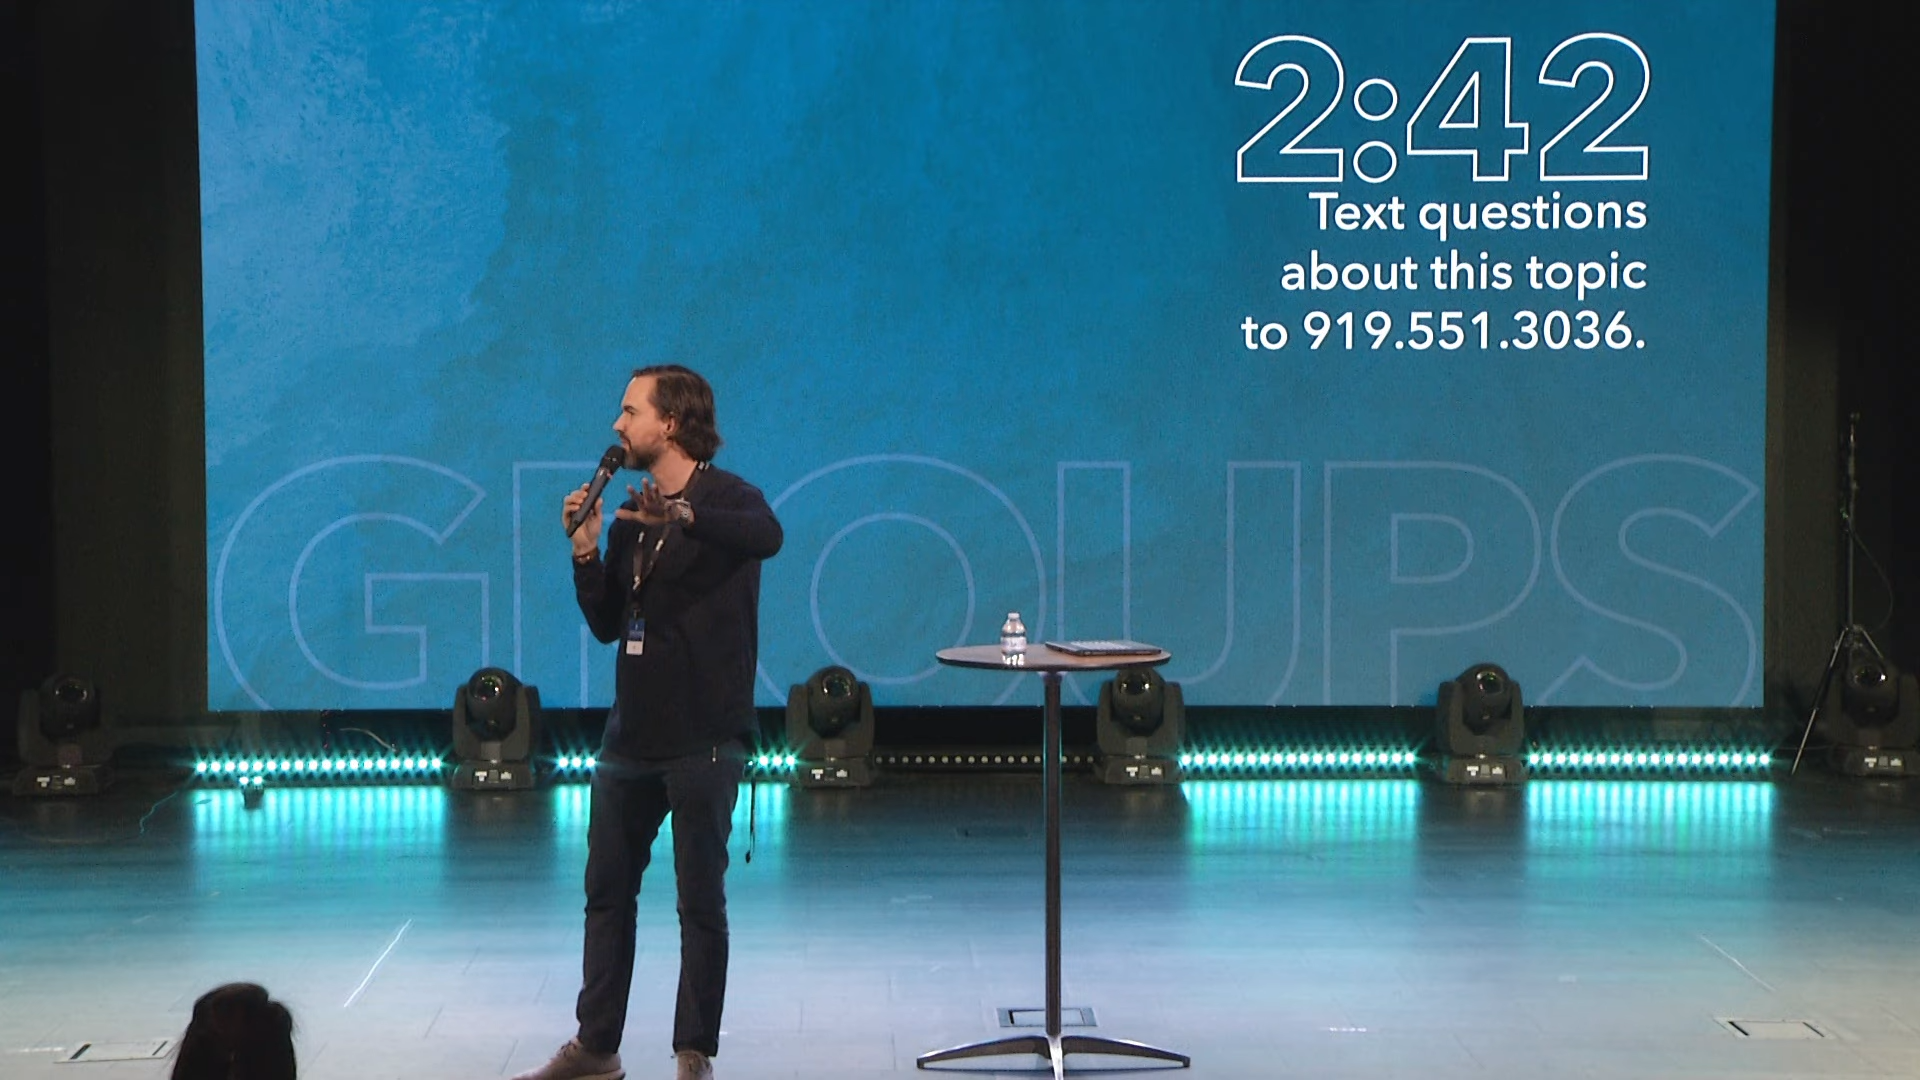 2:42
Text questions
about this topic
to 919.551.3036.
GROUPS